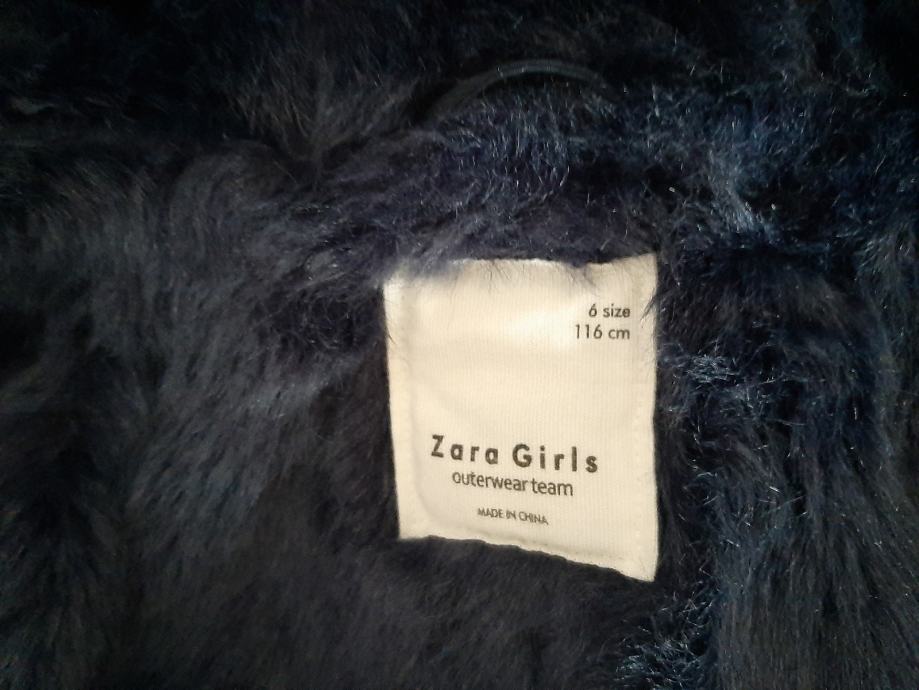 6 size
116 cm
Zara Girls
outerwear team
MADE IN CHINA